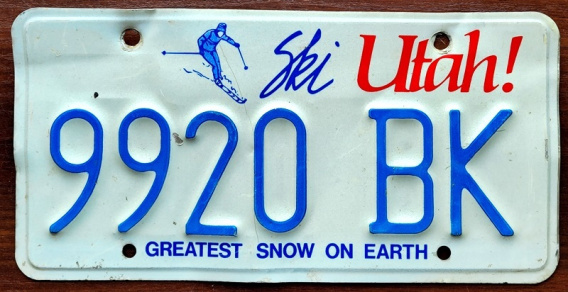 Ski Utah!
9920 BK
GREATEST SNOW ON EARTH